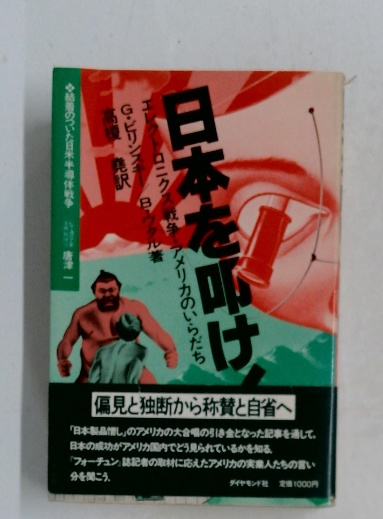 日本を叩け!
エレクトロニクス戦争・アメリカのいらだち
G・ビリンスキー
B・ウタル著
高榎 堯訳
※結着のついた日米半導体戦争
唐津 一
偏見と独断から称賛と自省へ
「日本製品憎し」のアメリカの大合唱の引き金となった記事を通して、
日本の成功がアメリカ国内でどう見られているかを知る。
『フォーチュン』誌記者の取材に応えたアメリカの実業人たちの言い
分を聞こう。
ダイヤモンド社 定価1000円